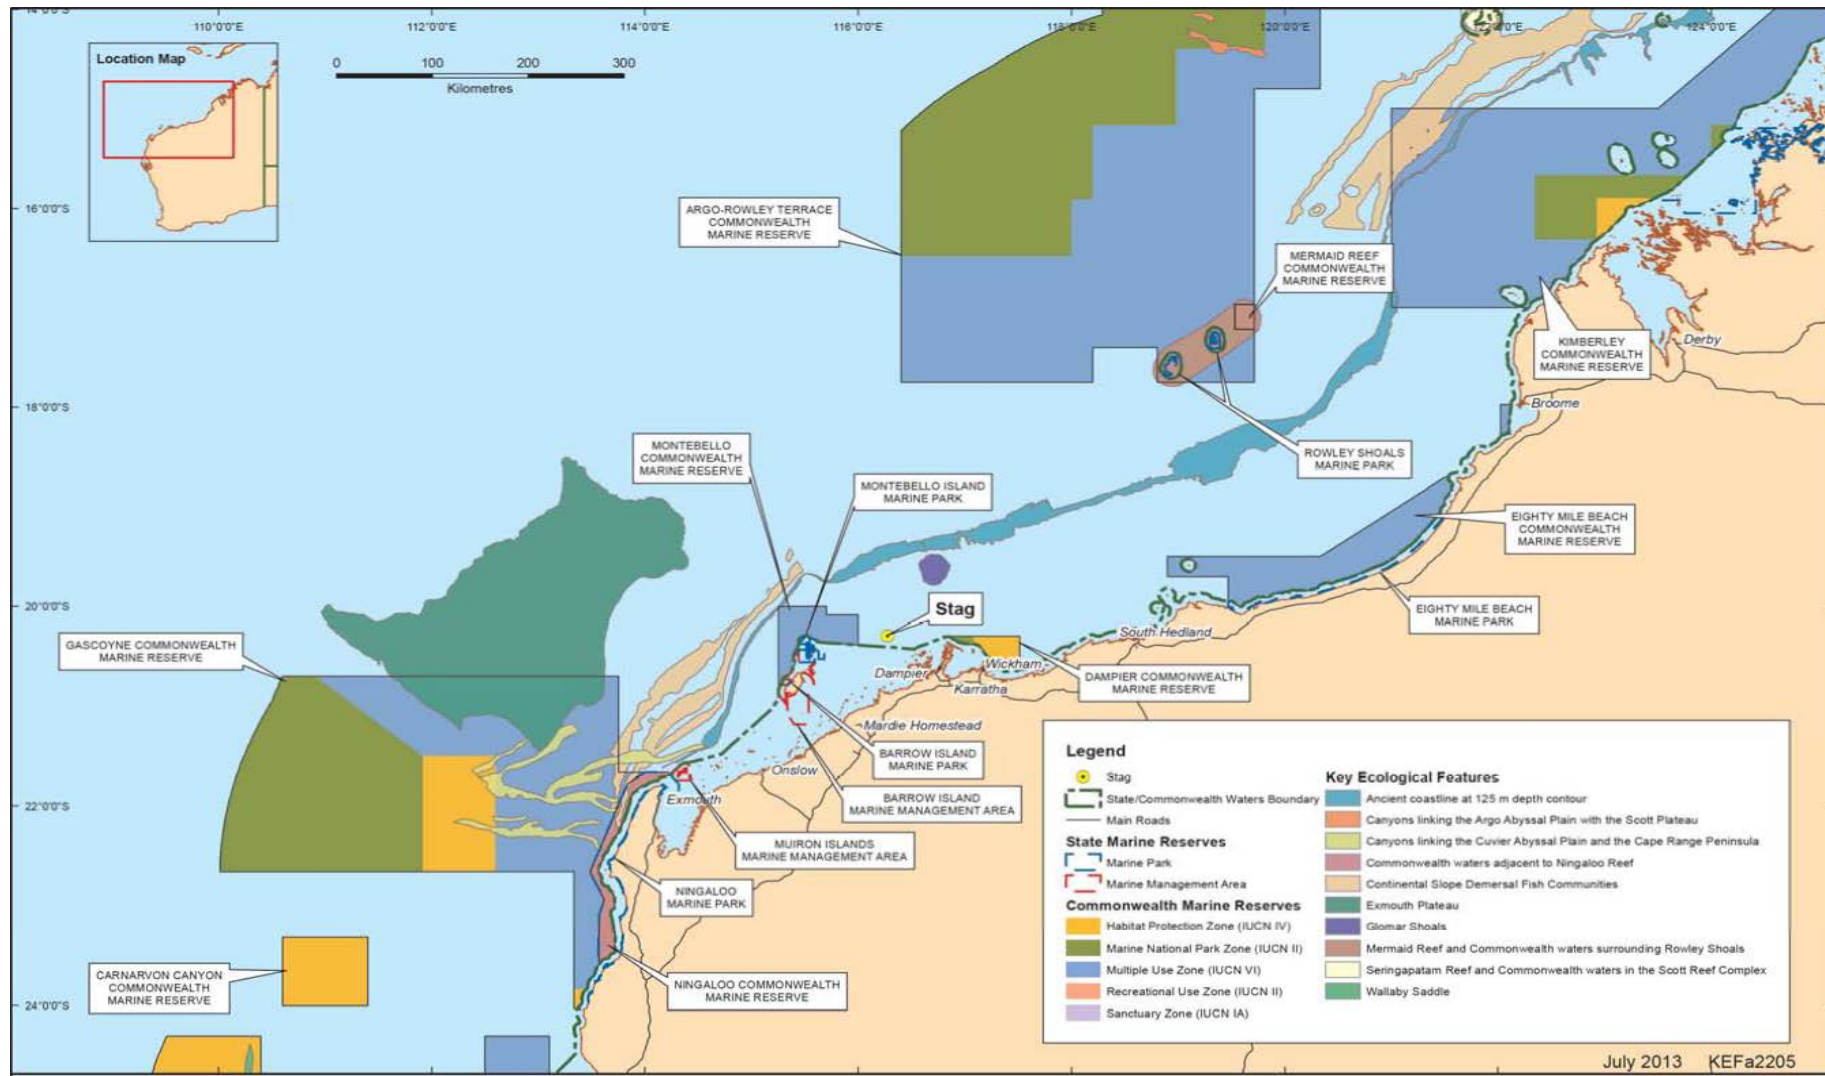 14°0'0"S
110°0'0"E
112°0'0"E
114°0'0"E
116°0'0"E
118°0'0"E
120°0'0"E
122°0'0"E
124°0'0"E
Location Map
0
100
200
300
Kilometres
16°0'0"S
ARGO-ROWLEY TERRACE
COMMONWEALTH
MARINE RESERVE
MERMAID REEF
COMMONWEALTH
MARINE RESERVE
KIMBERLEY
COMMONWEALTH
MARINE RESERVE
Derby
18°0'0"S
Broome
MONTEBELLO
COMMONWEALTH
MARINE RESERVE
ROWLEY SHOALS
MARINE PARK
MONTEBELLO ISLAND
MARINE PARK
EIGHTY MILE BEACH
COMMONWEALTH
MARINE RESERVE
20°0'0"S
Stag
EIGHTY MILE BEACH
MARINE PARK
South Hedland
GASCOYNE COMMONWEALTH
MARINE RESERVE
Wickham
Dampier
Karratha
DAMPIER COMMONWEALTH
MARINE RESERVE
Mardie Homestead
BARROW ISLAND
MARINE PARK
Onslow
22°0'0"S
Exmouth
BARROW ISLAND
MARINE MANAGEMENT AREA
MUIRON ISLANDS
MARINE MANAGEMENT AREA
NINGALOO
MARINE PARK
CARNARVON CANYON
COMMONWEALTH
MARINE RESERVE
NINGALOO COMMONWEALTH
MARINE RESERVE
24°0'0"S
Legend
Stag
State/Commonwealth Waters Boundary
Main Roads
State Marine Reserves
Marine Park
Marine Management Area
Commonwealth Marine Reserves
Habitat Protection Zone (IUCN IV)
Marine National Park Zone (IUCN II)
Multiple Use Zone (IUCN VI)
Recreational Use Zone (IUCN II)
Sanctuary Zone (IUCN IA)
Key Ecological Features
Ancient coastline at 125 m depth contour
Canyons linking the Argo Abyssal Plain with the Scott Plateau
Canyons linking the Cuvier Abyssal Plain and the Cape Range Peninsula
Commonwealth waters adjacent to Ningaloo Reef
Continental Slope Demersal Fish Communities
Exmouth Plateau
Glomar Shoals
Mermaid Reef and Commonwealth waters surrounding Rowley Shoals
Seringapatam Reef and Commonwealth waters in the Scott Reef Complex
Wallaby Saddle
July 2013 KEFa2205